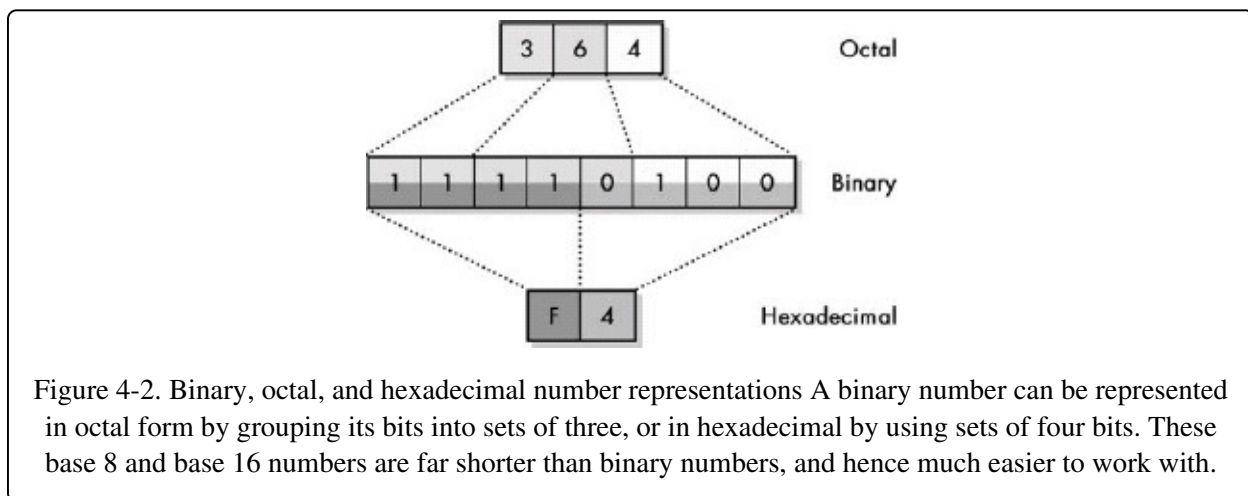 3 6 4 Octal
1 1 1 1 0 1 0 0 Binary
F 4 Hexadecimal
Figure 4-2. Binary, octal, and hexadecimal number representations A binary number can be represented
in octal form by grouping its bits into sets of three, or in hexadecimal by using sets of four bits. These
base 8 and base 16 numbers are far shorter than binary numbers, and hence much easier to work with.